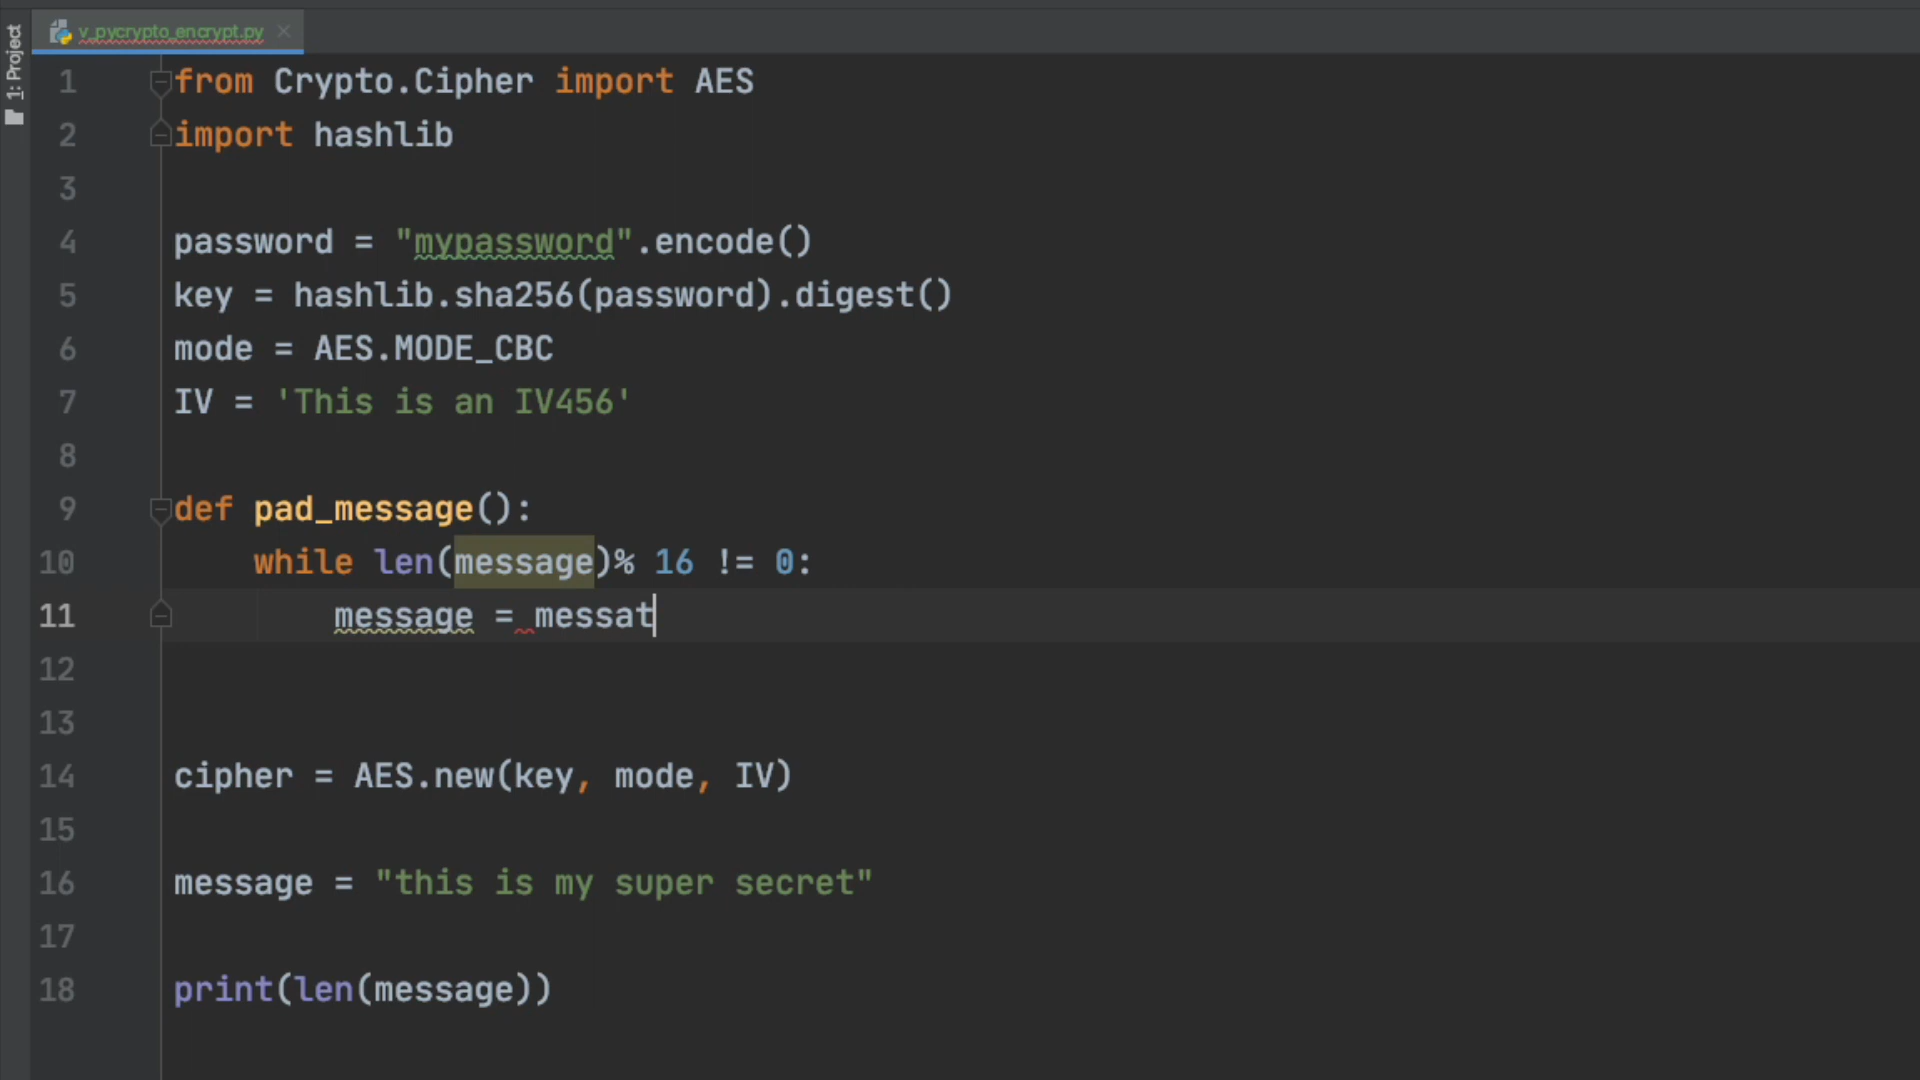 1: Project
v_pycrypto_encrypt.py
1 from Crypto.Cipher import AES
2 import hashlib
3
4 password = "mypassword".encode()
5 key = hashlib.sha256(password).digest()
6 mode = AES.MODE_CBC
7 IV = 'This is an IV456'
8
9 def pad_message():
10     while len(message)% 16 != 0:
11         message = messat
12
13
14 cipher = AES.new(key, mode, IV)
15
16 message = "this is my super secret"
17
18 print(len(message))